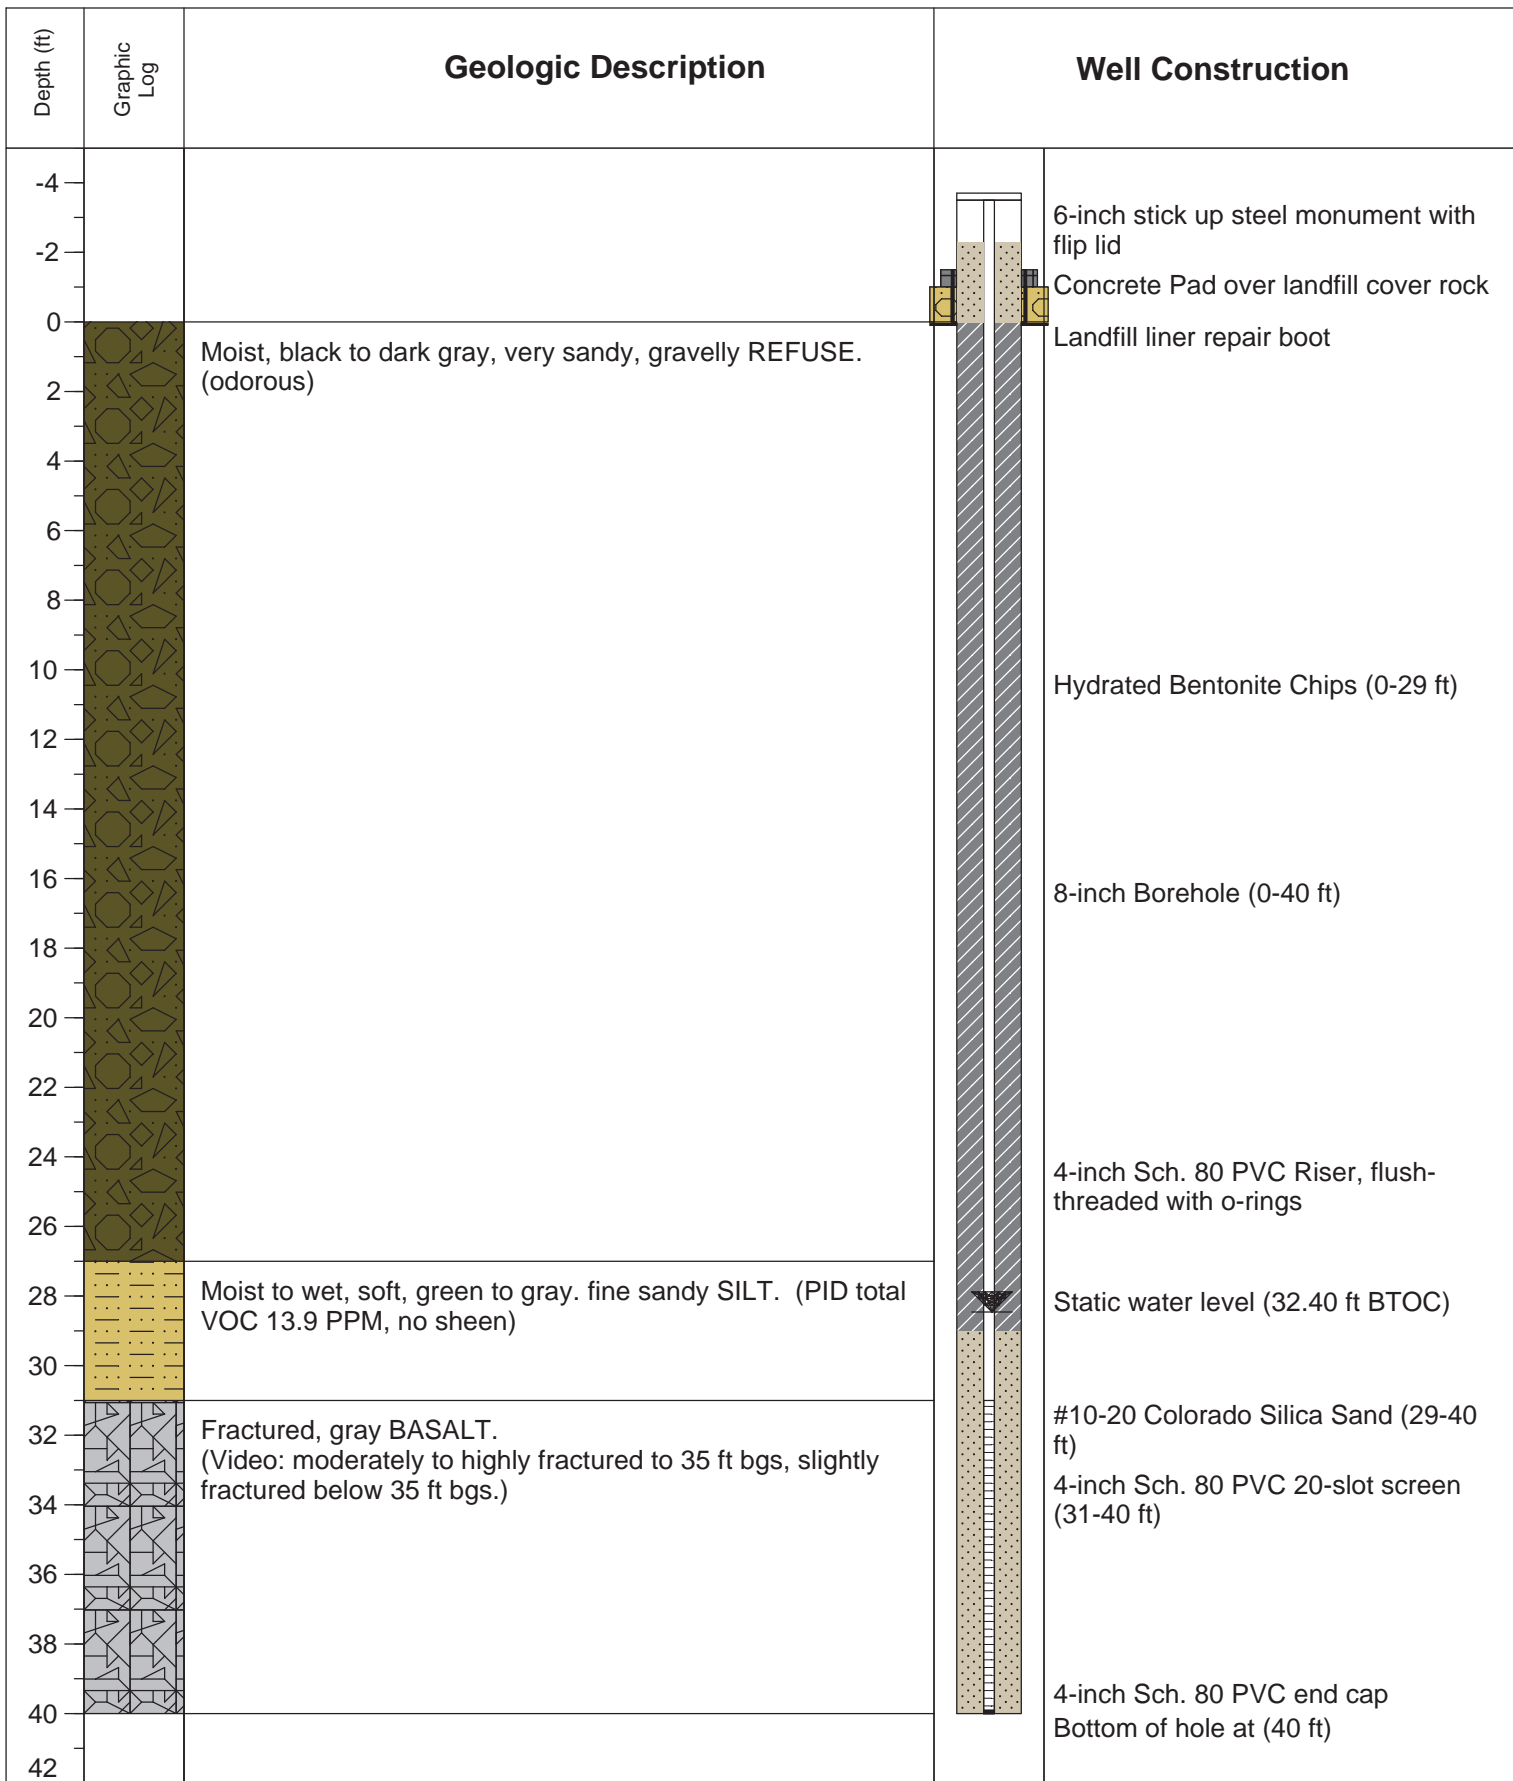 Depth (ft)
Graphic
Log
Geologic Description
Well Construction
-4
-2
0
2
4
6
8
10
12
14
16
18
20
22
24
26
28
30
32
34
36
38
40
42
Moist, black to dark gray, very sandy, gravelly REFUSE.
(odorous)
Moist to wet, soft, green to gray. fine sandy SILT.  (PID total
VOC 13.9 PPM, no sheen)
Fractured, gray BASALT.
(Video: moderately to highly fractured to 35 ft bgs, slightly
fractured below 35 ft bgs.)
6-inch stick up steel monument with
flip lid
Concrete Pad over landfill cover rock
Landfill liner repair boot
Hydrated Bentonite Chips (0-29 ft)
8-inch Borehole (0-40 ft)
4-inch Sch. 80 PVC Riser, flush-
threaded with o-rings
Static water level (32.40 ft BTOC)
#10-20 Colorado Silica Sand (29-40
ft)
4-inch Sch. 80 PVC 20-slot screen
(31-40 ft)
4-inch Sch. 80 PVC end cap
Bottom of hole at (40 ft)